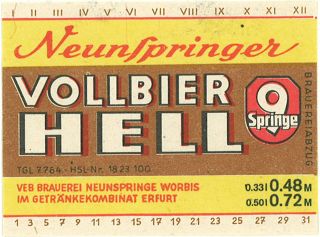 I II III IV V VI VII VIII IX X XI XII
Neunspringer
VOLLBIER
HELL
9
Springe
BRAUEREIABZUG
TGL 7764 - HSL-Nr. 18 23 100
VEB BRAUEREI NEUNSPRINGE WORBIS
IM GETRÄNKEKOMBINAT ERFURT
0.33 l 0.48 M
0.50 l 0.72 M
1 3 5 7 9 11 13 15 17 19 21 23 25 27 29 31